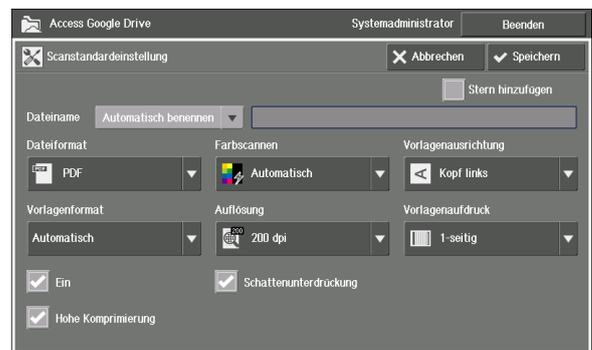 Access Google Drive Systemadministrator Beenden
Scanstandardeinstellung Abbrechen Speichern
Stern hinzufügen
Dateiname Automatisch benennen
Dateiformat Farbscannen Vorlagenausrichtung
PDF Automatisch A Kopf links
Vorlagenformat Auflösung Vorlagenaufdruck
Automatisch 200 200 dpi 1-seitig
Ein Schattenunterdrückung
Hohe Komprimierung